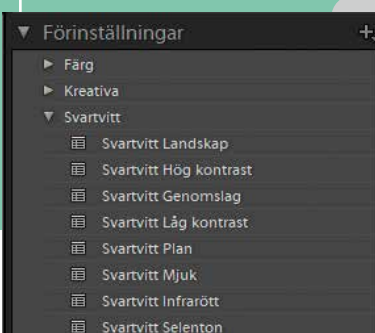 Förinställningar
Färg
Kreativa
Svartvitt
Svartvitt Landskap
Svartvitt Hög kontrast
Svartvitt Genomslag
Svartvitt Låg kontrast
Svartvitt Plan
Svartvitt Mjuk
Svartvitt Infrarött
Svartvitt Selenton